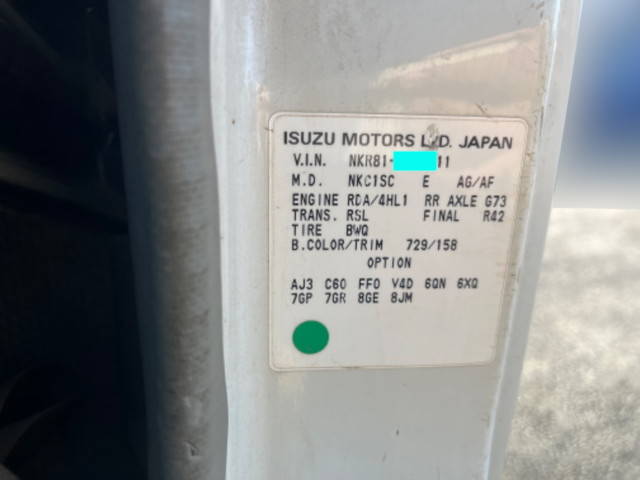 ISUZU MOTORS LTD. JAPAN
V.I.N. NKR81- 11
M.D. NKC1SC E AG/AF
ENGINE RDA/4HL1 RR AXLE G73
TRANS. RSL FINAL R42
TIRE BWQ
B.COLOR/TRIM 729/158
OPTION
AJ3 C60 FF0 V4D 6QN 6XQ
7GP 7GR 8GE 8JM